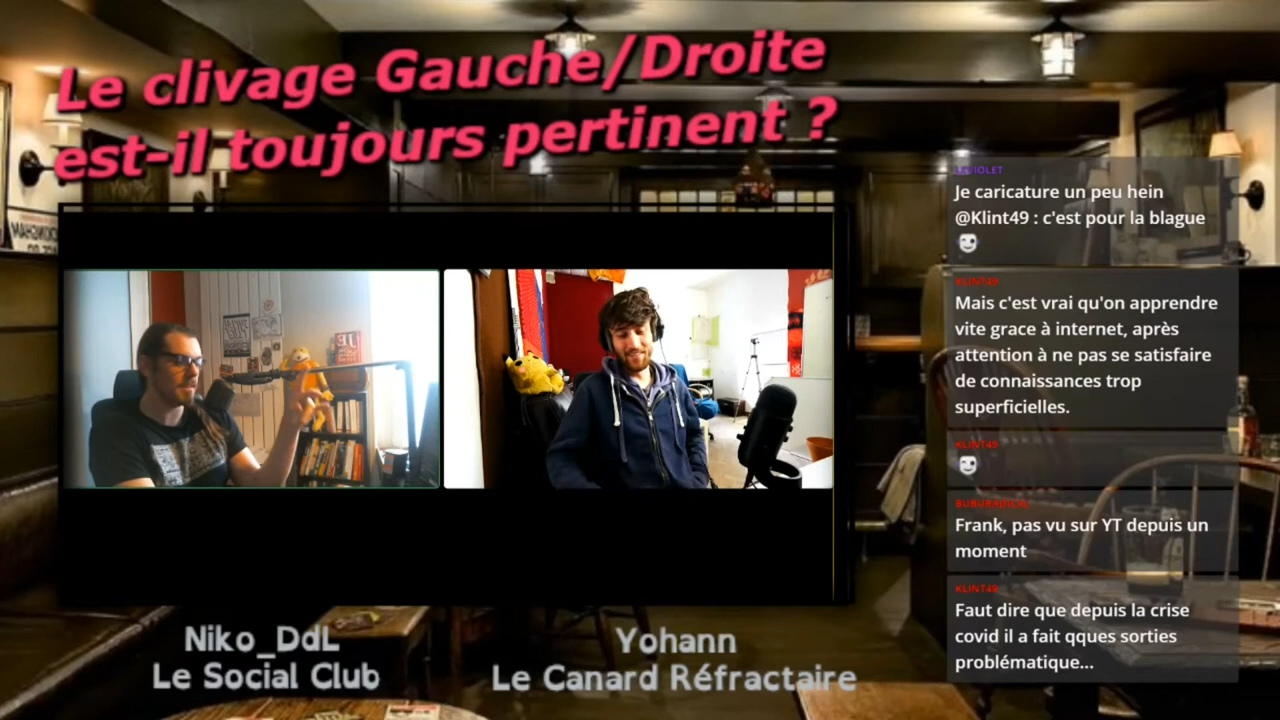 Le clivage Gauche/Droite
est-il toujours pertinent ?
Je caricature un peu hein
@Klint49 : c'est pour la blague
KLINT49
Mais c'est vrai qu'on apprendre
vite grace à internet, après
attention à ne pas se satisfaire
de connaissances trop
superficielles.
KLINT49
Frank, pas vu sur YT depuis un
moment
KLINT49
Faut dire que depuis la crise
covid il a fait qques sorties
problématique...
Niko_DdL
Le Social Club
Yohann
Le Canard Réfractaire